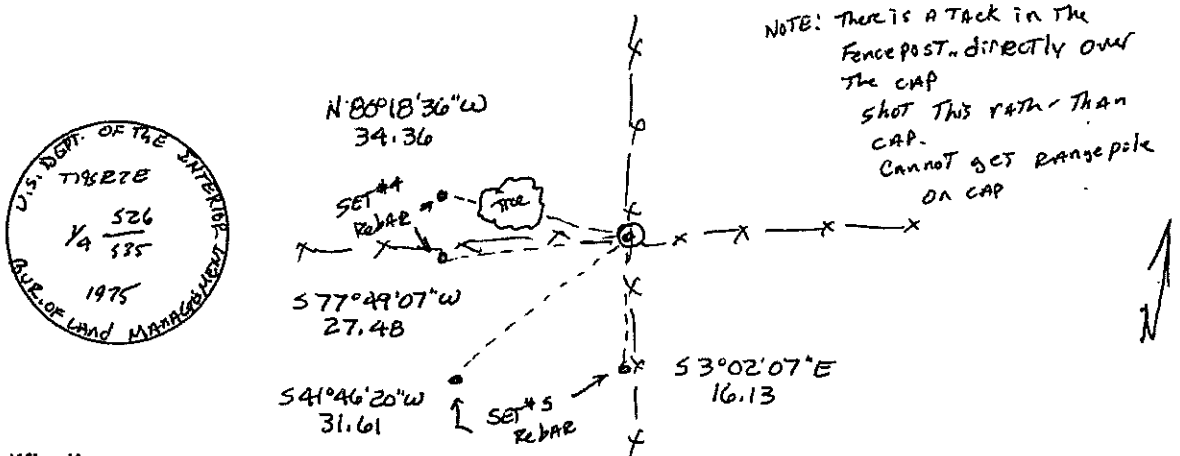 NOTE: There is A TAck in The
FencePOST directly over
The CAP
Shot This rather Than
CAP.
Cannot get Rangepole
on CAP
N 86°18'36"W
34.36
U.S. DEPT. OF THE INTERIOR
T18S R27E
1/4 S26
S35
1975
BUR. OF LAND MANAGEMENT
SET #4
RebAR
Tree
S 77°49'07"W
27.48
S 41°46'20"W
31.61
SET #5
RebAR
S 3°02'07"E
16.13
N